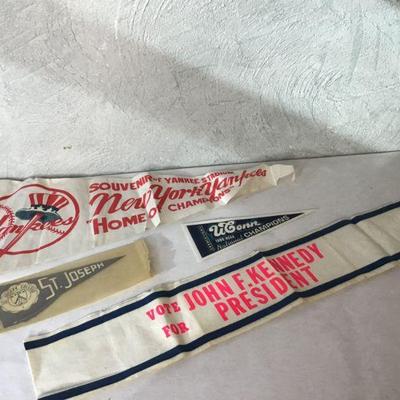 SOUVENIR OF YANKEE STADIUM
New York Yankees
"HOME OF CHAMPIONS"
UConn
National CHAMPIONS
ST. JOSEPH
VOTE FOR
JOHN F. KENNEDY
PRESIDENT